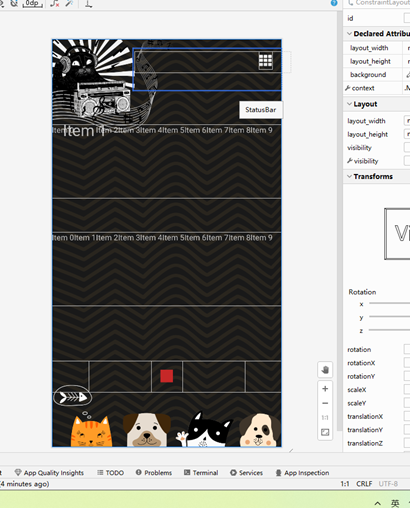 0dp
ConstraintLayout
id
Declared Attribu
layout_width
layout_height
background
context
.M
Layout
layout_width
layout_height
visibility
visibility
Transforms
Vi
Rotation
x
y
z
rotation
rotationX
rotationY
scaleX
scaleY
translationX
translationY
translationZ
StatusBar
Item 1
Item 2Item 3Item 4Item 5Item 6Item 7Item 8Item 9
Item 0Item 1Item 2Item 3Item 4Item 5Item 6Item 7Item 8Item 9
App Quality Insights
TODO
Problems
Terminal
Services
App Inspection
(4 minutes ago)
1:1
CRLF
UTF-8
英